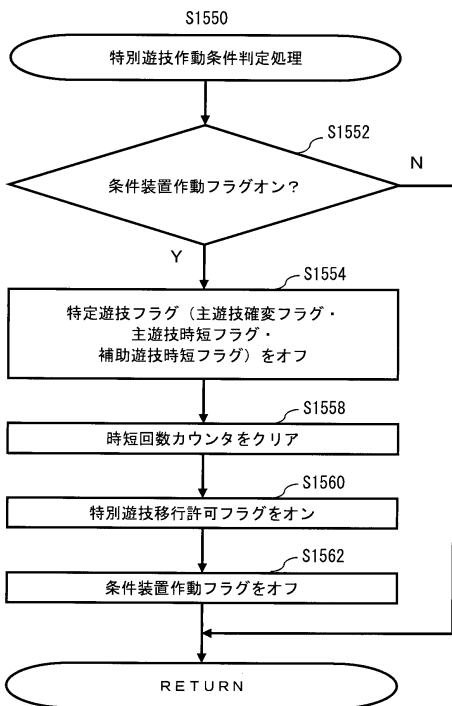 S1550
特別遊技作動条件判定処理
S1552
条件装置作動フラグオン？
N
Y
S1554
特定遊技フラグ（主遊技確変フラグ・
主遊技時短フラグ・
補助遊技時短フラグ）をオフ
S1558
時短回数カウンタをクリア
S1560
特別遊技移行許可フラグをオン
S1562
条件装置作動フラグをオフ
RETURN